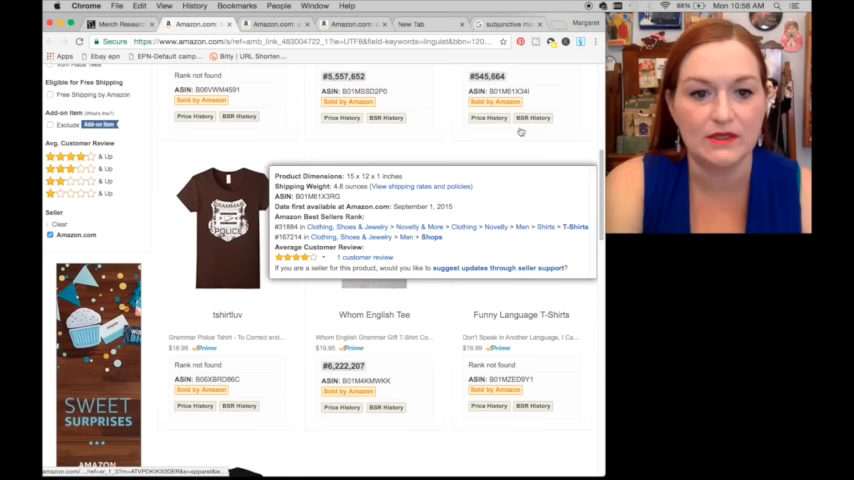 Chrome File Edit View History Bookmarks People Window Help
88% Mon 10:56 AM
Merch Resear
Amazon.com:
Amazon.com: s
Amazon.com: p
New Tab
subjunctive mo
Margaret
Secure https://www.amazon.com/s/ref=amb_link_483004722_1?ie=UTF8&field-keywords=linguist&bbn=120...
Apps Ebay epn EPN-Default camp... Bitly | URL Shorten...
Eligible for Free Shipping
Free Shipping by Amazon
Add-on Item (What's this?)
Exclude Add-on Item
Avg. Customer Review
& Up
& Up
& Up
& Up
Seller
Clear
Amazon.com
SWEET
SURPRISES
AMAZON
Rank not found
ASIN: B06VWM4591
Sold by Amazon
Price History BSR History
#5,557,652
ASIN: B01MSSD2P0
Sold by Amazon
Price History BSR History
#545,664
ASIN: B01M61X34I
Sold by Amazon
Price History BSR History
Product Dimensions: 15 x 12 x 1 inches
Shipping Weight: 4.8 ounces (View shipping rates and policies)
ASIN: B01M61X3RG
Date first available at Amazon.com: September 1, 2015
Amazon Best Sellers Rank:
#31884 in Clothing, Shoes & Jewelry > Novelty & More > Clothing > Novelty > Men > Shirts > T-Shirts
#167214 in Clothing, Shoes & Jewelry > Men > Shops
Average Customer Review:
1 customer review
If you are a seller for this product, would you like to suggest updates through seller support?
GRAMMAR
POLICE
tshirtluv
Grammar Police Tshirt - To Correct and...
$16.99 Prime
Rank not found
ASIN: B06XBRD86C
Sold by Amazon
Price History BSR History
Whom English Tee
Whom English Grammar Gift T-Shirt Co...
$19.95 Prime
#6,222,207
ASIN: B01M4KMWKK
Sold by Amazon
Price History BSR History
Funny Language T-Shirts
Don't Speak in Another Language, I Ca...
$16.99 Prime
Rank not found
ASIN: B01MZED9Y1
Sold by Amazon
Price History BSR History